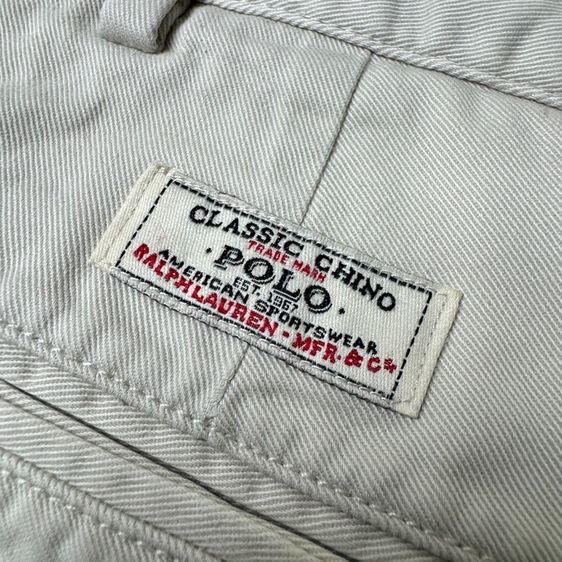 CLASSIC CHINO
TRADE MARK
· POLO ·
EST. 1967
AMERICAN SPORTSWEAR
RALPH LAUREN - MFR. & Co